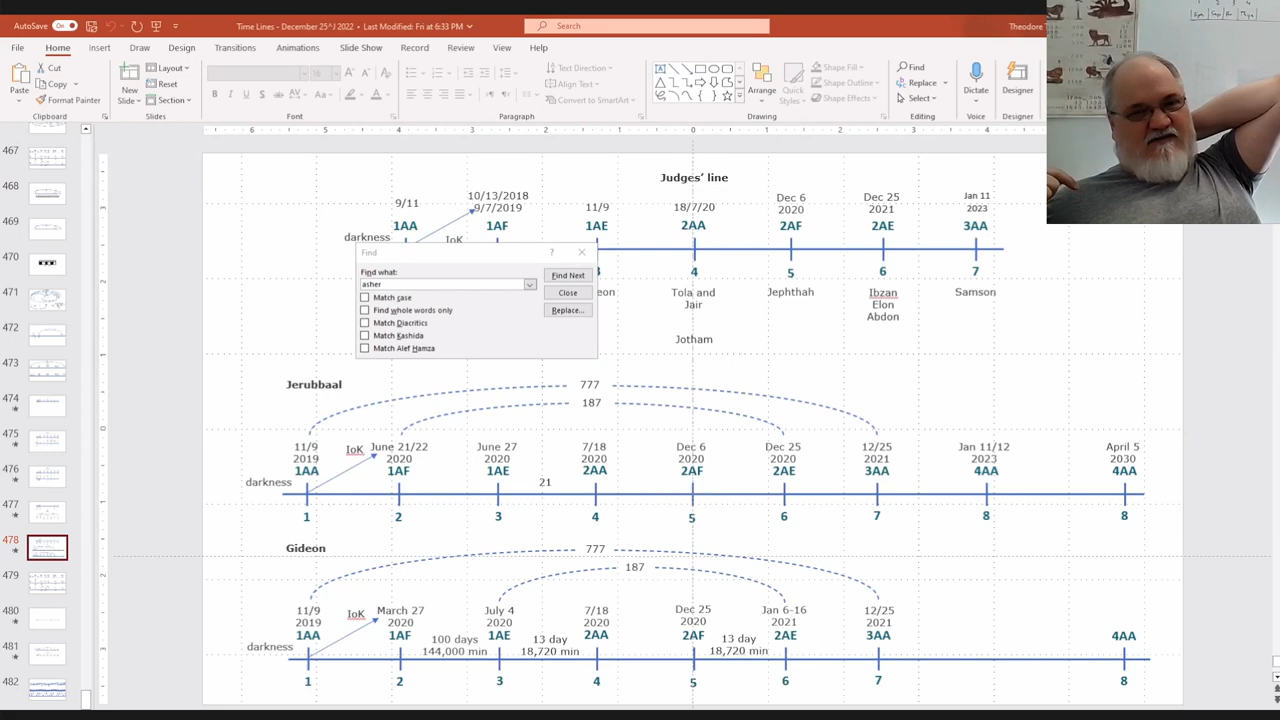 AutoSave On Time Lines - December 25^J 2022 • Last Modified: Fri at 6:33 PM Search Theodore
File Home Insert Draw Design Transitions Animations Slide Show Record Review View Help
Cut
Copy
Format Painter
Clipboard
New Slide
Layout
Reset
Section
Slides
Font
Text Direction
Align Text
Convert to SmartArt
Paragraph
Arrange
Quick Styles
Shape Fill
Shape Outline
Shape Effects
Drawing
Find
Replace
Select
Editing
Dictate
Voice
Designer
Designer
6 4 2 0 1 2 3 4
467
468
469
470
471
472
473
474
475
476
477
478
479
480
481
482
Judges' line
9/11 10/13/2018 9/7/2019 11/9 18/7/20 Dec 6 2020 Dec 25 2021 Jan 11 2023
1AA 1AF 1AE 2AA 2AF 2AE 3AA
darkness IoK
4 5 6 7
Tola and Jair Jephthah Ibzan Elon Abdon Samson
Jotham
Find ?
Find what:
asher
Match case
Find whole words only
Match Diacritics
Match Kashida
Match Alef Hamza
Find Next
Close
Replace...
Jerubbaal
777
187
11/9 2019 IoK June 21/22 2020 June 27 2020 7/18 2020 Dec 6 2020 Dec 25 2020 12/25 2021 Jan 11/12 2023 April 5 2030
1AA 1AF 1AE 2AA 2AF 2AE 3AA 4AA 4AA
darkness 21
1 2 3 4 5 6 7 8 8
Gideon
777
187
11/9 2019 IoK March 27 2020 July 4 2020 7/18 2020 Dec 25 2020 Jan 6-16 2021 12/25 2021
1AA 1AF 1AE 2AA 2AF 2AE 3AA 4AA
darkness 100 days 144,000 min 13 day 18,720 min 13 day 18,720 min
1 2 3 4 5 6 7 8